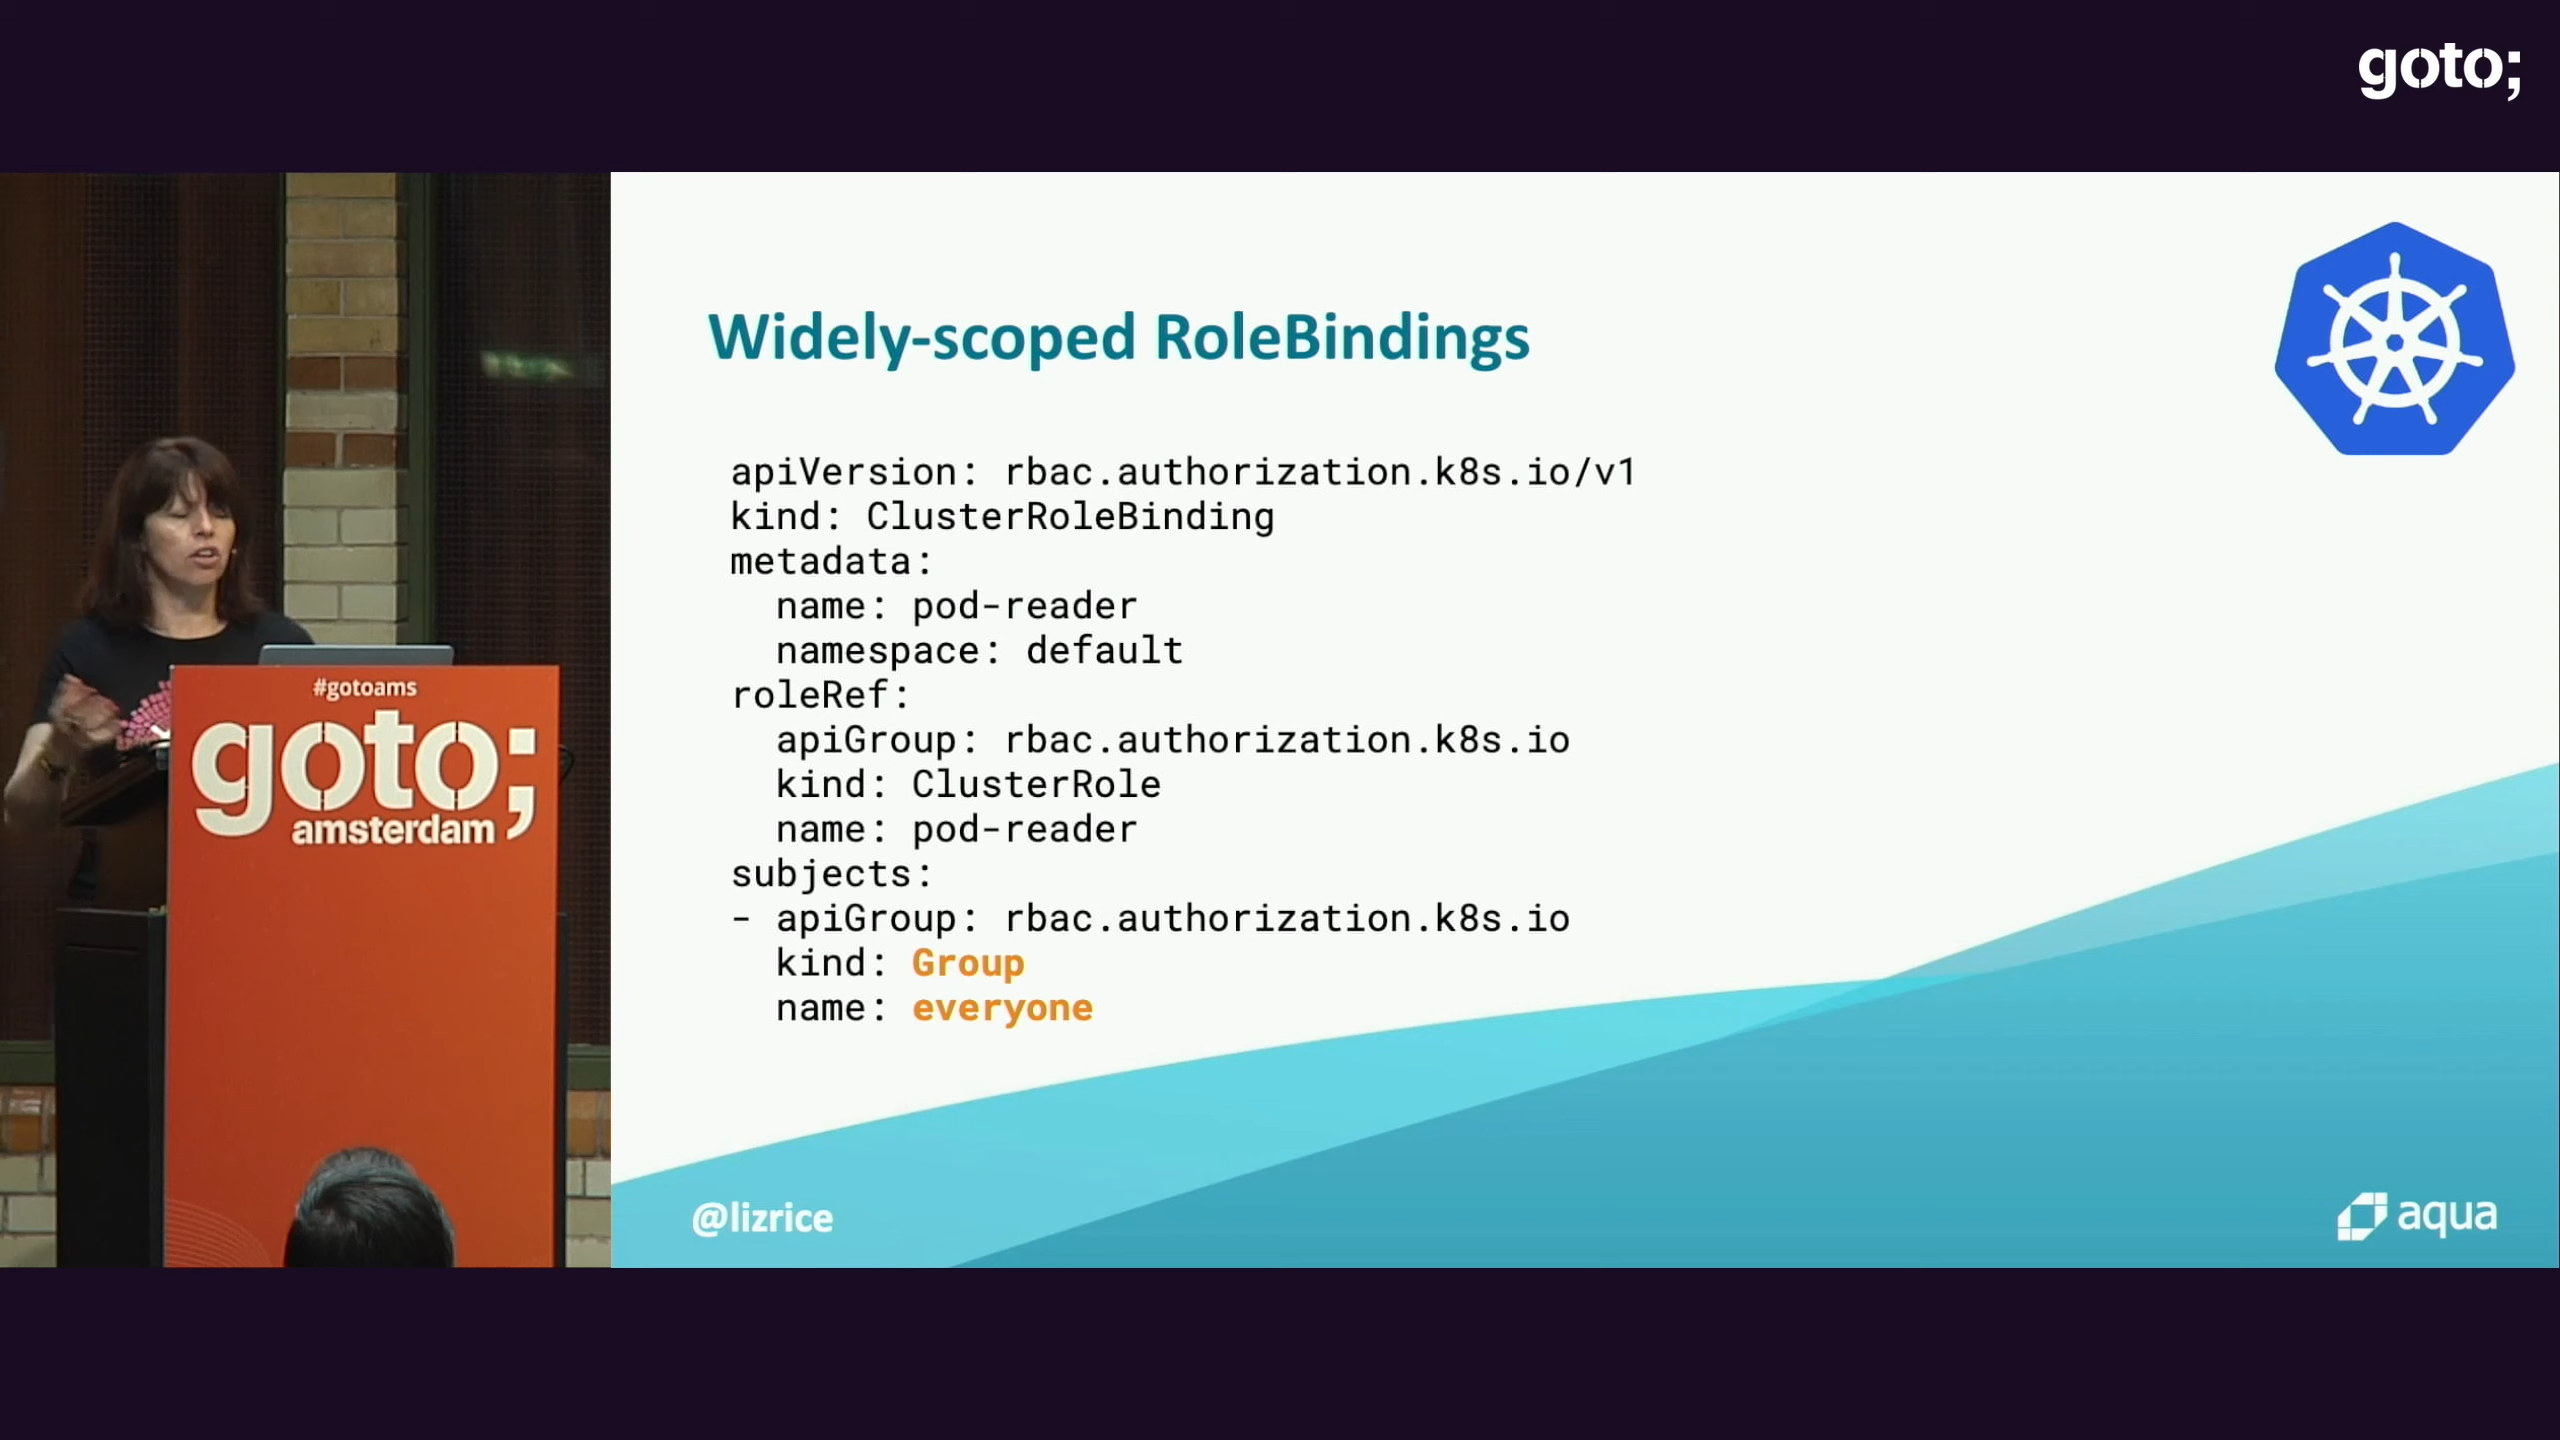 goto;
Widely-scoped RoleBindings
apiVersion: rbac.authorization.k8s.io/v1
kind: ClusterRoleBinding
metadata:
  name: pod-reader
  namespace: default
roleRef:
  apiGroup: rbac.authorization.k8s.io
  kind: ClusterRole
  name: pod-reader
subjects:
- apiGroup: rbac.authorization.k8s.io
  kind: Group
  name: everyone
@lizrice
aqua
#gotoams
goto;
amsterdam